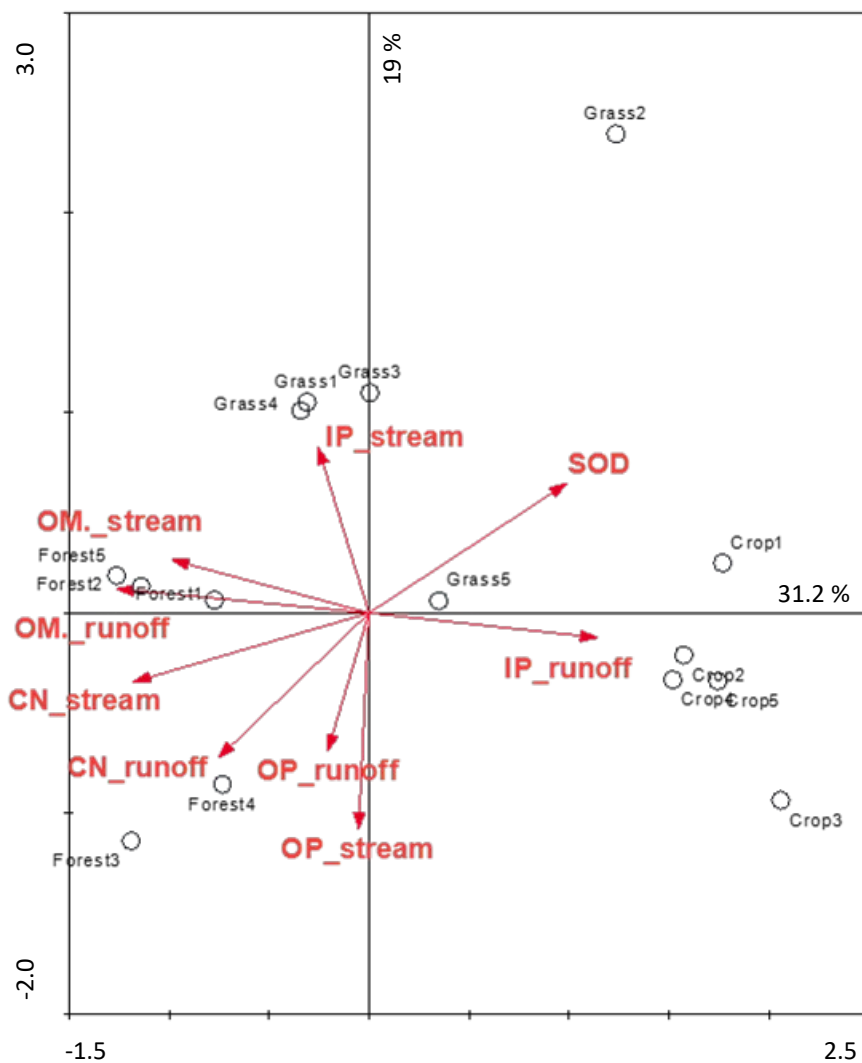 3.0
19 %
Grass2
Grass3
Grass1
Grass4
IP_stream
SOD
OM._stream
Crop1
Forest5
Grass5
Forest2
Forest1
31.2 %
OM._runoff
IP_runoff
Crop2
CN_stream
Crop4
Crop5
CN_runoff
OP_runoff
Forest4
Crop3
OP_stream
Forest3
-2.0
-1.5
2.5